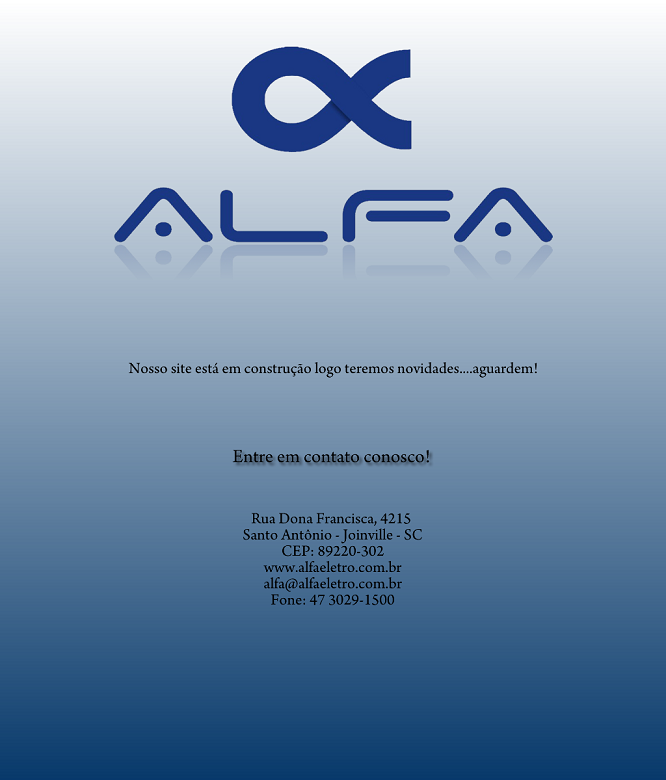 ALFA
Nosso site está em construção logo teremos novidades....aguardem!
Entre em contato conosco!
Rua Dona Francisca, 4215
Santo Antônio - Joinville - SC
CEP: 89220-302
www.alfaeletro.com.br
alfa@alfaeletro.com.br
Fone: 47 3029-1500